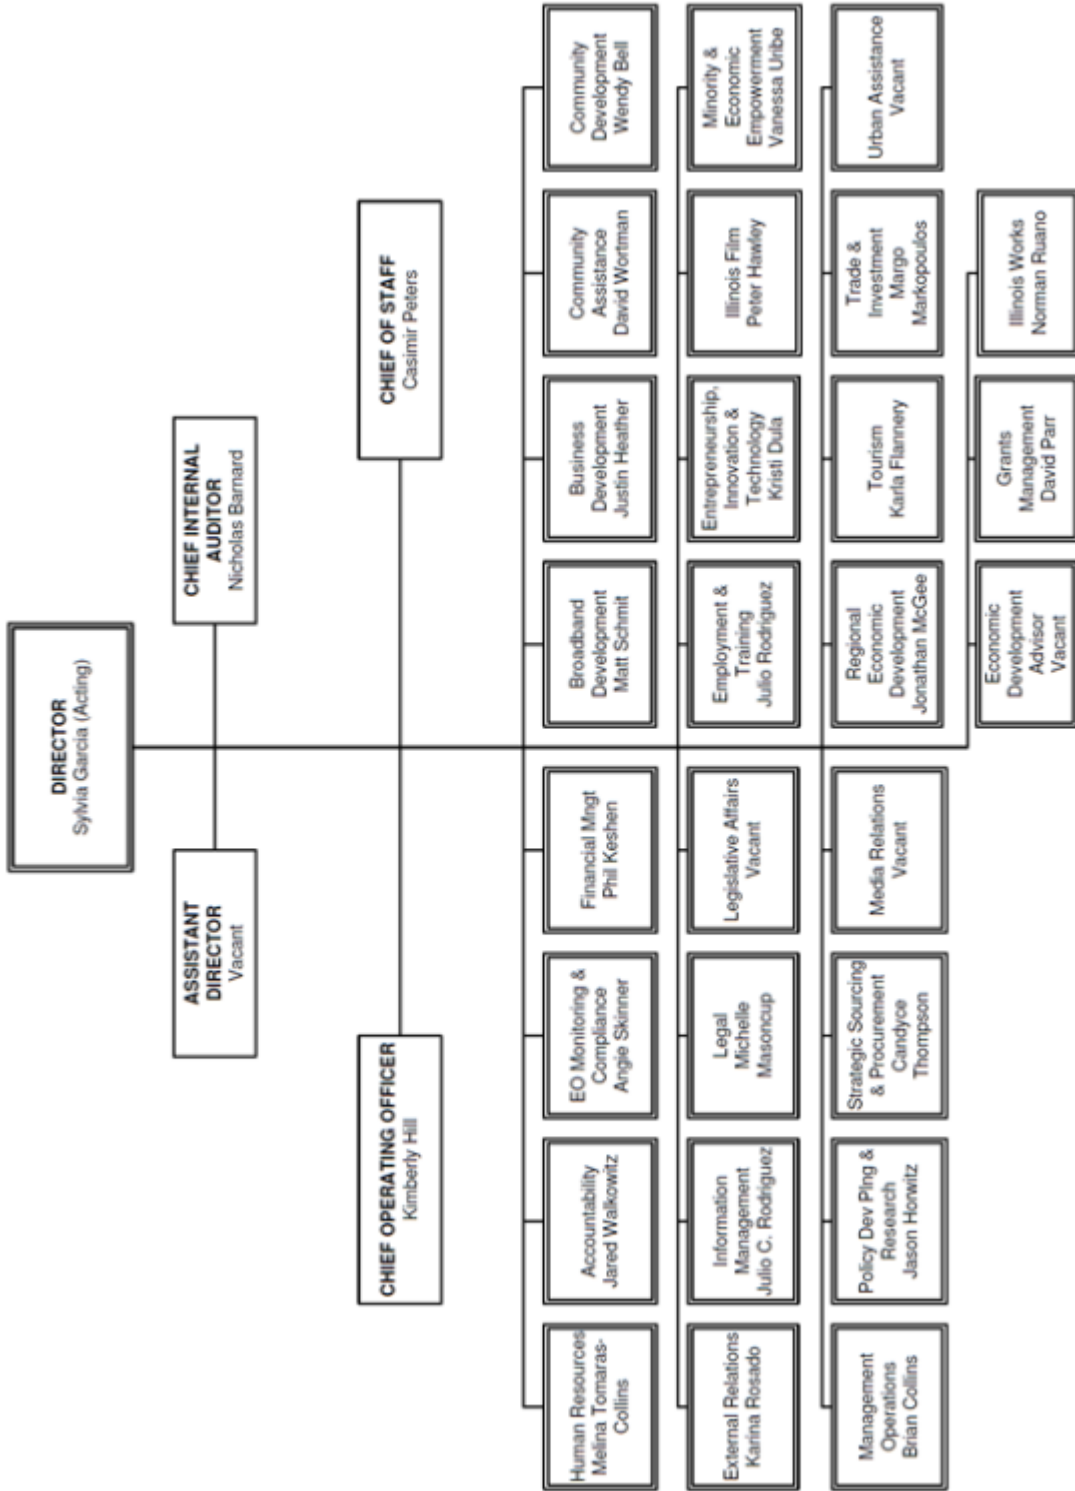 DIRECTOR
Sylvia Garcia (Acting)
ASSISTANT
DIRECTOR
Vacant
CHIEF INTERNAL
AUDITOR
Nicholas Barnard
CHIEF OPERATING OFFICER
Kimberly Hill
CHIEF OF STAFF
Casimir Peters
Human Resources
Melina Tomaras-
Collins
Accountability
Jared Walkowitz
EO Monitoring &
Compliance
Angie Skinner
Financial Mngt
Phil Keshen
Broadband
Development
Matt Schmit
Business
Development
Justin Heather
Community
Assistance
David Wortman
Community
Development
Wendy Bell
External Relations
Karina Rosado
Information
Management
Julio C. Rodriguez
Legal
Michelle
Masoncup
Legislative Affairs
Vacant
Employment &
Training
Julio Rodriguez
Entrepreneurship,
Innovation &
Technology
Kristi Dula
Illinois Film
Peter Hawley
Minority &
Economic
Empowerment
Vanessa Uribe
Management
Operations
Brian Collins
Policy Dev Plng &
Research
Jason Horwitz
Strategic Sourcing
& Procurement
Candyce
Thompson
Media Relations
Vacant
Regional
Economic
Development
Jonathan McGee
Tourism
Karla Flannery
Trade &
Investment
Margo
Markopoulos
Urban Assistance
Vacant
Economic
Development
Advisor
Vacant
Grants
Management
David Parr
Illinois Works
Norman Ruano